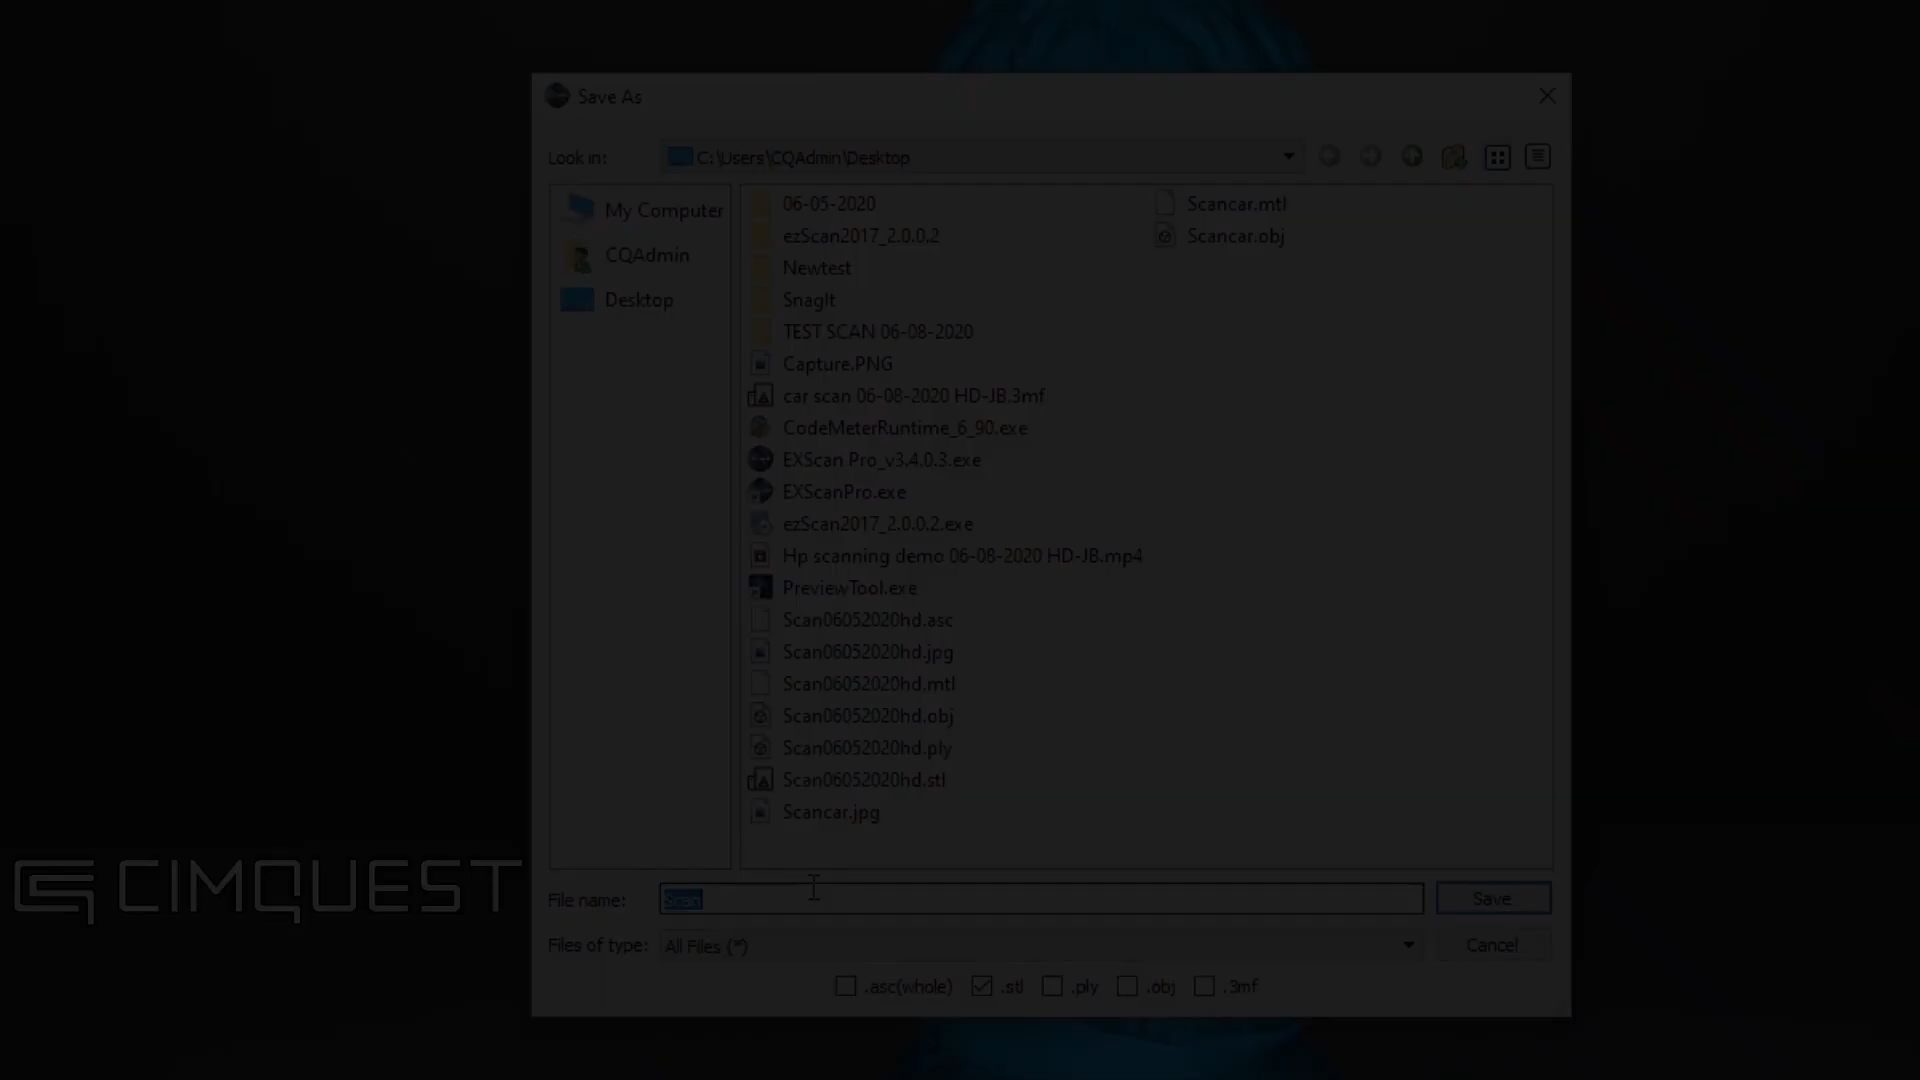 Save As
Look in: C:\Users\CQAdmin\Desktop
My Computer
CQAdmin
Desktop
06-05-2020
ezScan2017_2.0.0.2
Newtest
SnagIt
TEST SCAN 06-08-2020
Capture.PNG
car scan 06-08-2020 HD-JB.3mf
CodeMeterRuntime_6_90.exe
EXScan Pro_v3.4.0.3.exe
EXScanPro.exe
ezScan2017_2.0.0.2.exe
Hp scanning demo 06-08-2020 HD-JB.mp4
PreviewTool.exe
Scan06052020hd.asc
Scan06052020hd.jpg
Scan06052020hd.mtl
Scan06052020hd.obj
Scan06052020hd.ply
Scan06052020hd.stl
Scancar.jpg
Scancar.mtl
Scancar.obj
CIMQUEST
File name: Scan Save
Files of type: All Files (*) Cancel
.asc(whole) .stl .ply .obj .3mf